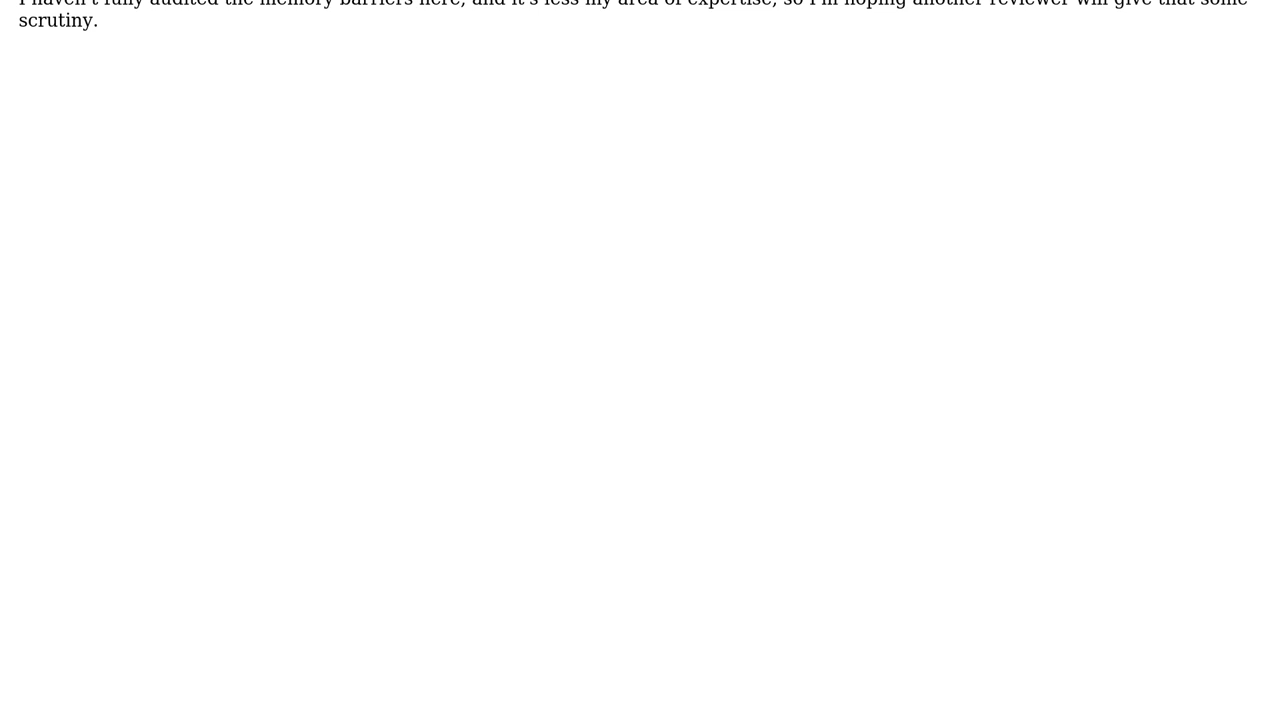 I haven't fully audited the memory barriers here, and it's less my area of expertise, so I'm hoping another reviewer will give that some
scrutiny.